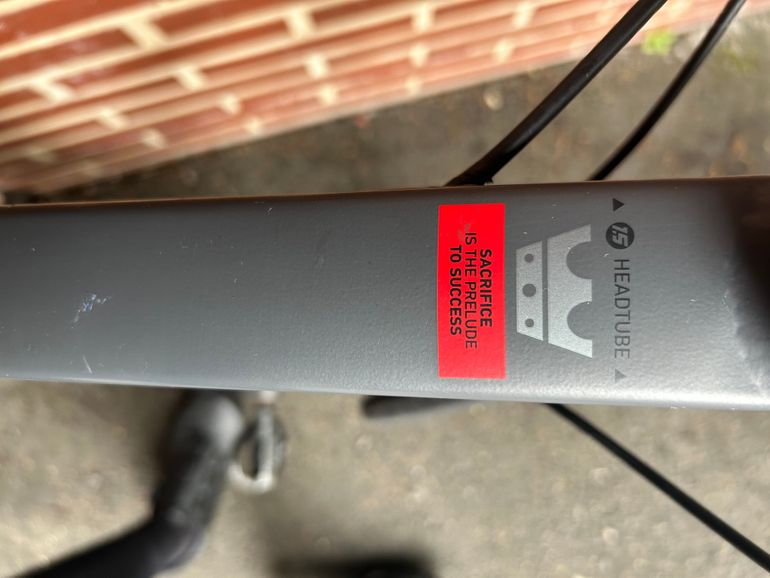 1.5 HEADTUBE
SACRIFICE
IS THE PRELUDE
TO SUCCESS